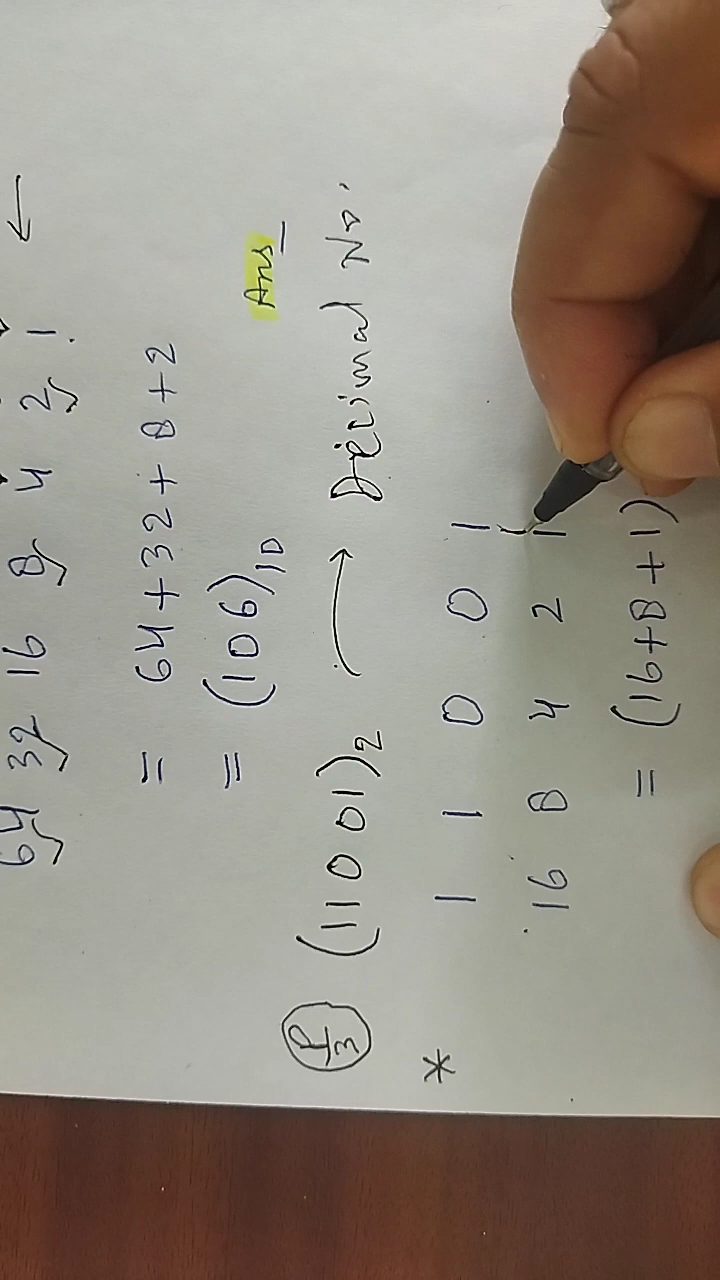 64 32 16 8 4 2 1 ←
= 64+32+8+2
= (106)10 Ans
P/3 (11001)2 → Decimal No.
* 1 1 0 0 1
16 8 4 2 1
= (16+8+1)